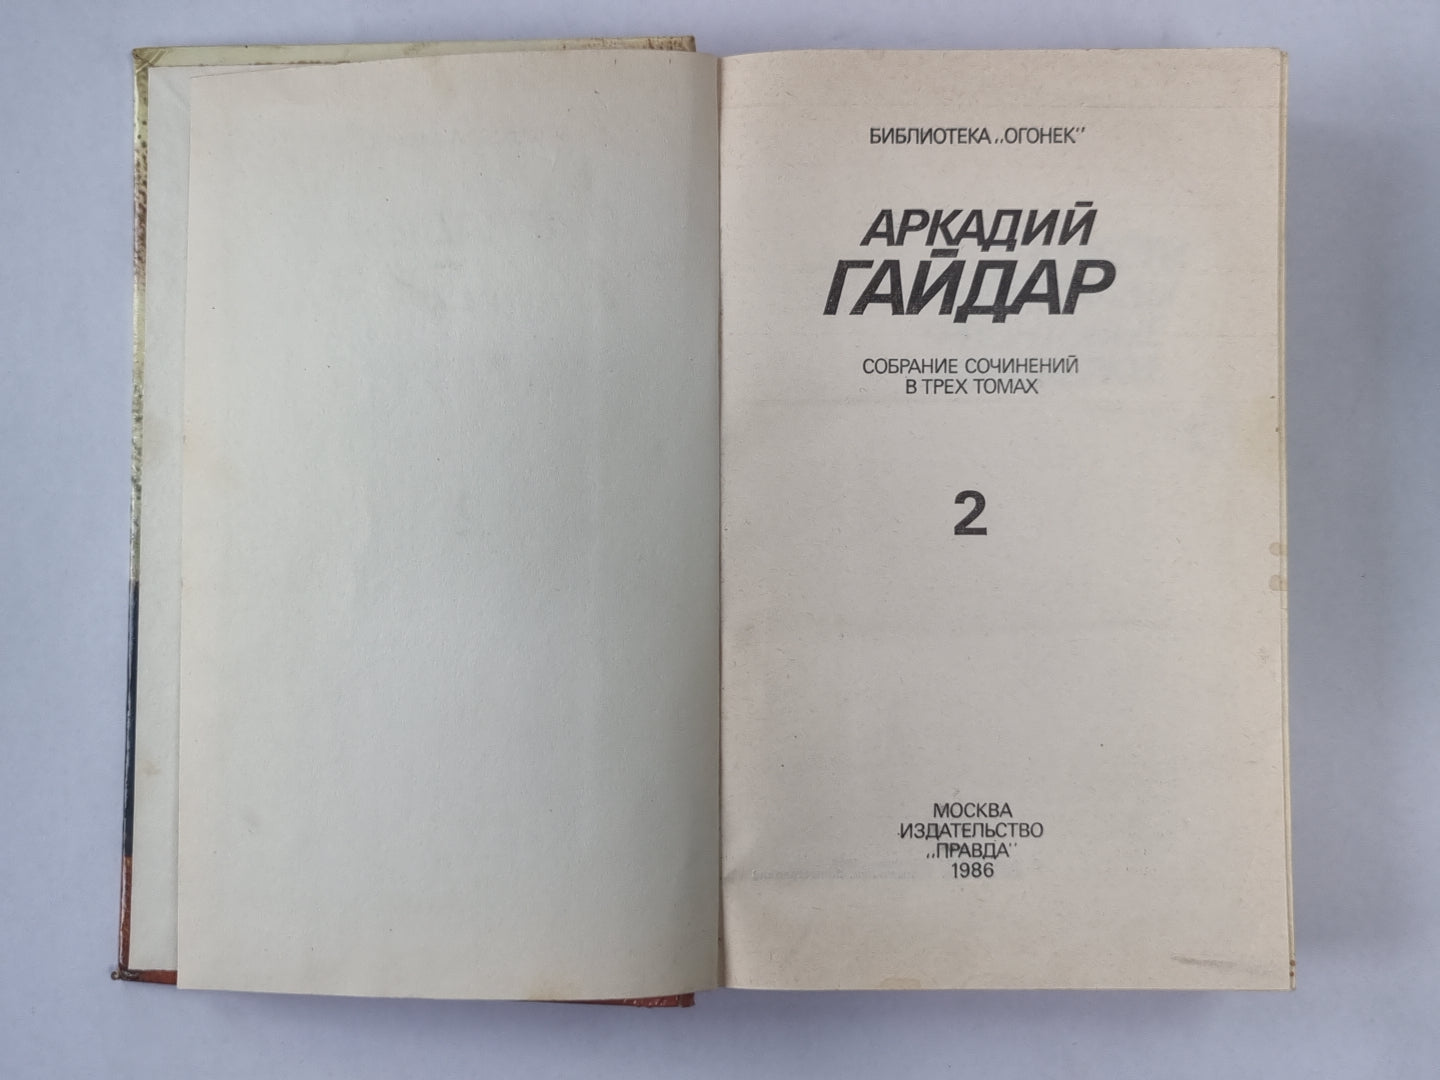 БИБЛИОТЕКА „ОГОНЕК“
АРКАДИЙ
ГАЙДАР
СОБРАНИЕ СОЧИНЕНИЙ
В ТРЕХ ТОМАХ
2
МОСКВА
ИЗДАТЕЛЬСТВО
„ПРАВДА“
1986